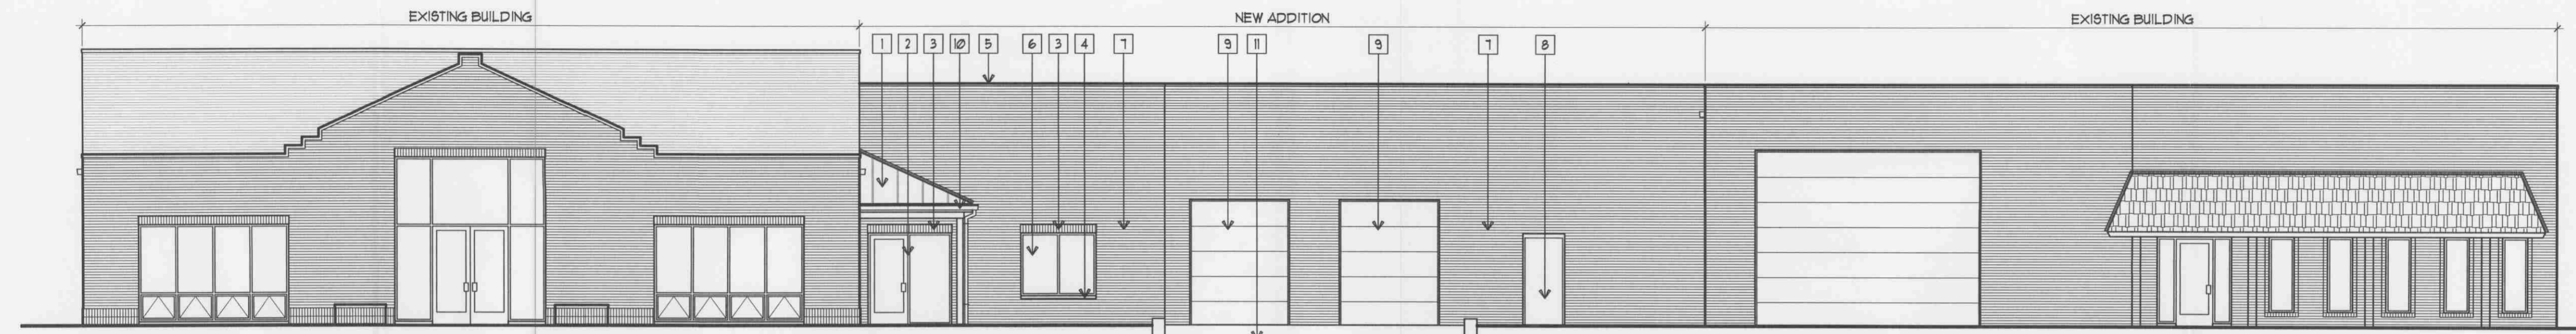 EXISTING BUILDING NEW ADDITION EXISTING BUILDING
1 2 3 10 5 6 3 4 7 9 11 9 7 8